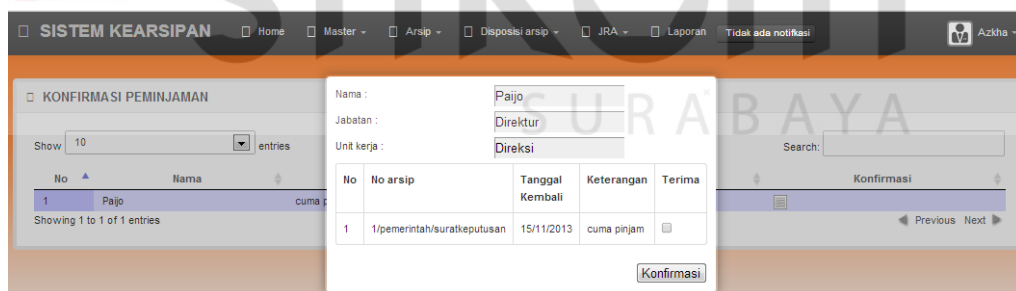 SISTEM KEARSIPAN Home Master Arsip Disposisi arsip JRA Laporan Tidak ada notifkasi Azkha
KONFIRMASI PEMINJAMAN
Show 10 entries
Search:
No Nama Konfirmasi
1 Paijo cuma p
Showing 1 to 1 of 1 entries
Previous Next
Nama : Paijo
Jabatan : Direktur
Unit kerja : Direksi
No No arsip Tanggal Kembali Keterangan Terima
1 1/pemerintah/suratkeputusan 15/11/2013 cuma pinjam
Konfirmasi
SURABAYA